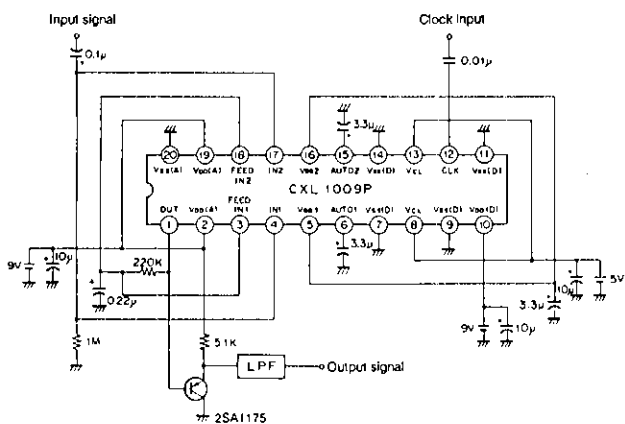 Input signal
Clock input
0.1μ
0.01μ
3.3μ
20 19 18 17 16 15 14 13 12 11
VSS(A) VDD(A) FEED IN2 IN2 VGG2 AUTO2 VSS(D) VCL CLK VSS(D)
CXL 1009P
OUT VDD(A) FEED IN1 IN1 VGG1 AUTO1 VSS(D) VCL VSS(D) VDD(D)
1 2 3 4 5 6 7 8 9 10
9V
10μ
220K
0.22μ
3.3μ
10μ
5V
3.3μ
9V
10μ
1M
5.1K
LPF
Output signal
2SA1175